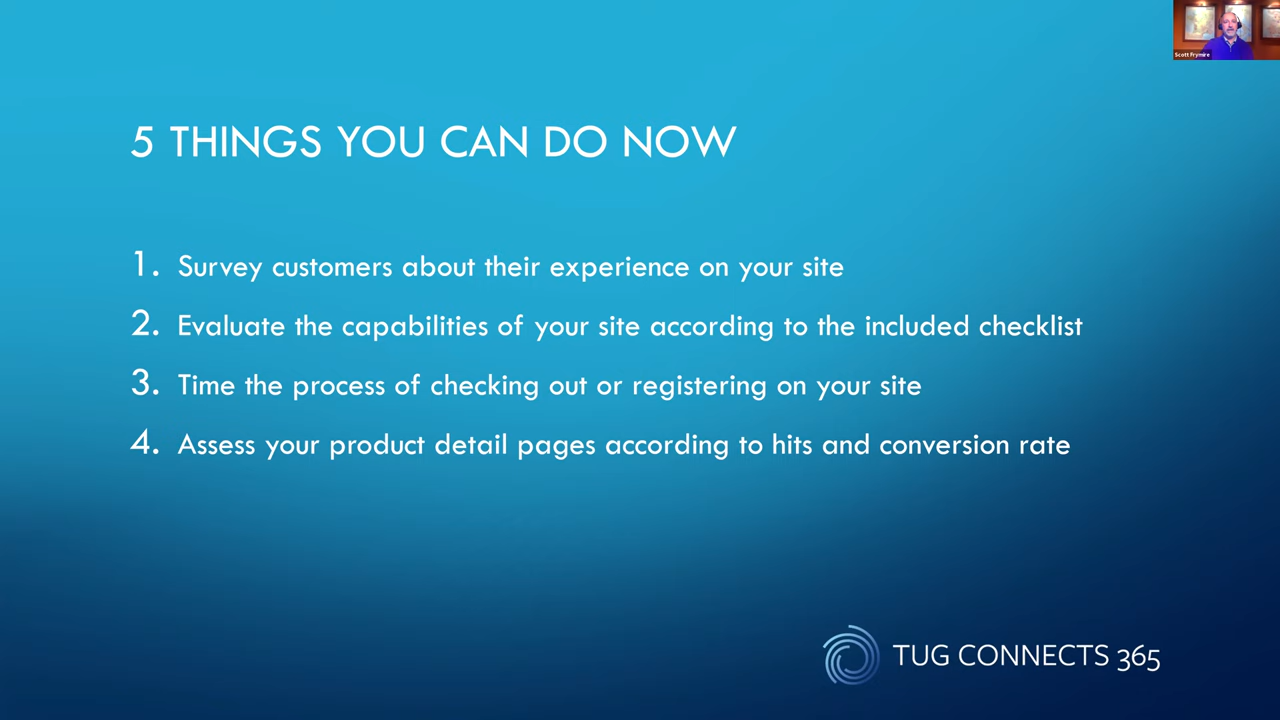 Scott Frymire
5 THINGS YOU CAN DO NOW
1. Survey customers about their experience on your site
2. Evaluate the capabilities of your site according to the included checklist
3. Time the process of checking out or registering on your site
4. Assess your product detail pages according to hits and conversion rate
TUG CONNECTS 365